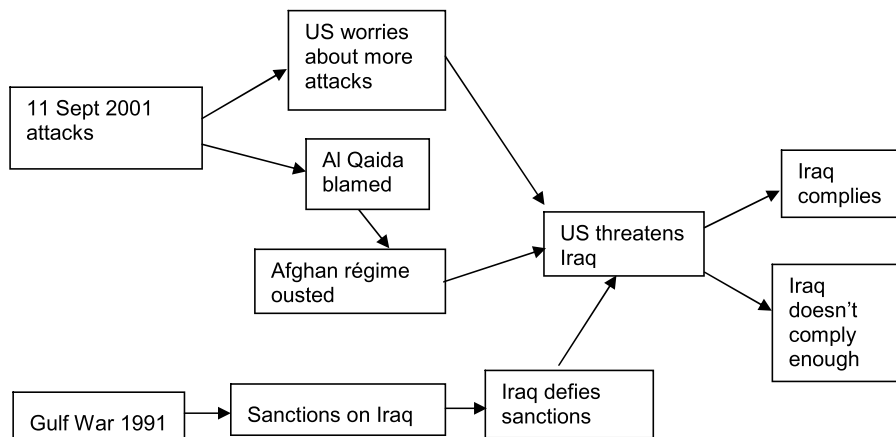 US worries
about more
attacks
11 Sept 2001
attacks
Al Qaida
blamed
Afghan régime
ousted
US threatens
Iraq
Iraq
complies
Iraq
doesn't
comply
enough
Gulf War 1991
Sanctions on Iraq
Iraq defies
sanctions